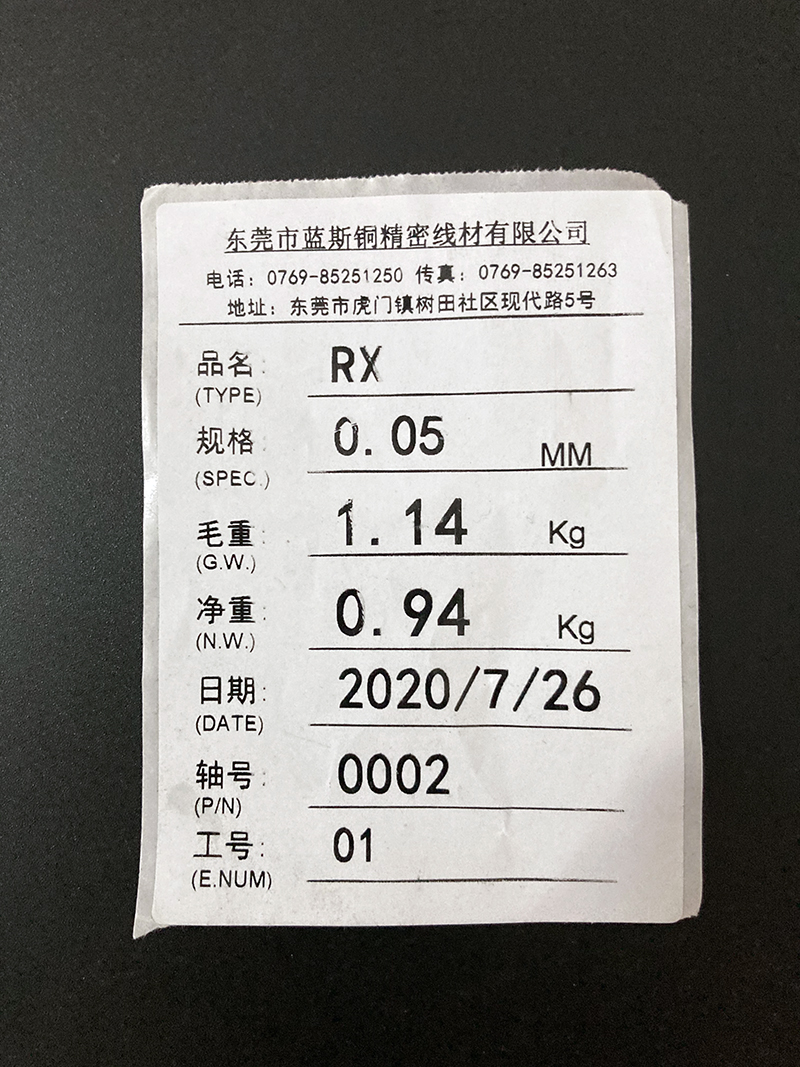 东莞市蓝斯铜精密线材有限公司
电话: 0769-85251250 传真: 0769-85251263
地址: 东莞市虎门镇树田社区现代路5号
品名: RX
(TYPE)
规格: 0.05 MM
(SPEC.)
毛重: 1.14 Kg
(G.W.)
净重: 0.94 Kg
(N.W.)
日期: 2020/7/26
(DATE)
轴号: 0002
(P/N)
工号: 01
(E.NUM)